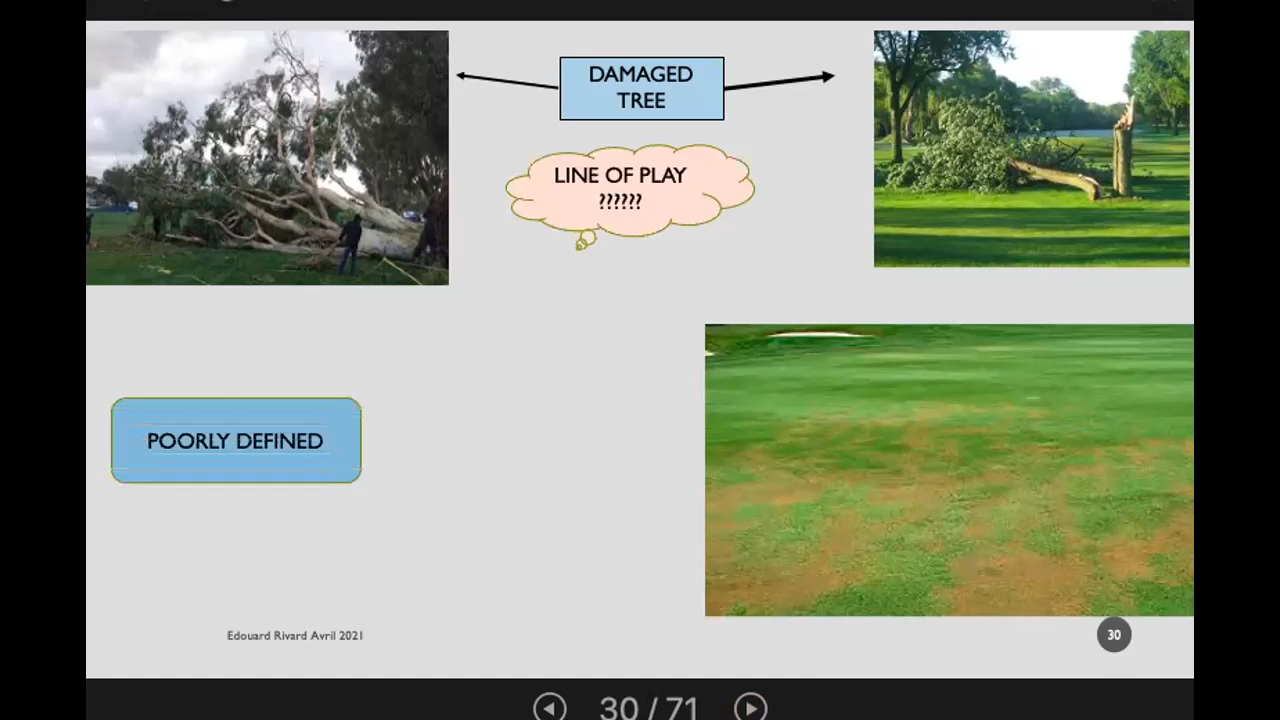 DAMAGED
TREE
LINE OF PLAY
??????
POORLY DEFINED
Edouard Rivard Avril 2021
30
30 / 71